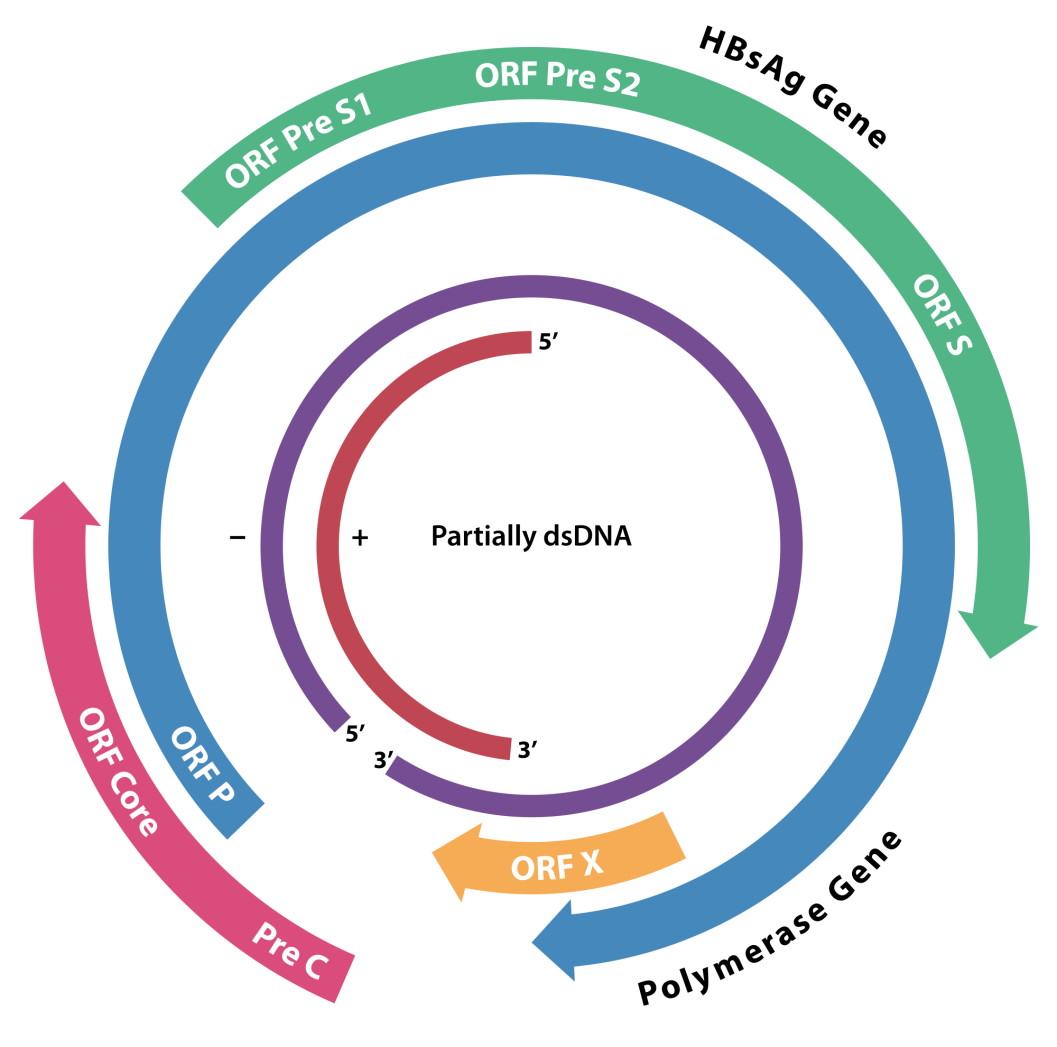 HBsAg Gene
ORF Pre S1
ORF Pre S2
ORF S
5’
–
+
Partially dsDNA
5’
3’
3’
ORF Core
ORF P
ORF X
Pre C
Polymerase Gene